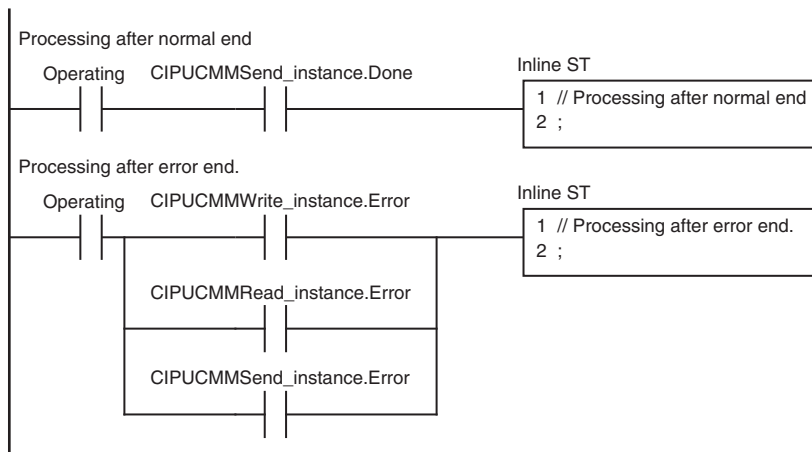 Processing after normal end
Operating CIPUCMMSend_instance.Done Inline ST
1 // Processing after normal end
2 ;
Processing after error end.
Operating CIPUCMMWrite_instance.Error Inline ST
1 // Processing after error end.
2 ;
CIPUCMMRead_instance.Error
CIPUCMMSend_instance.Error